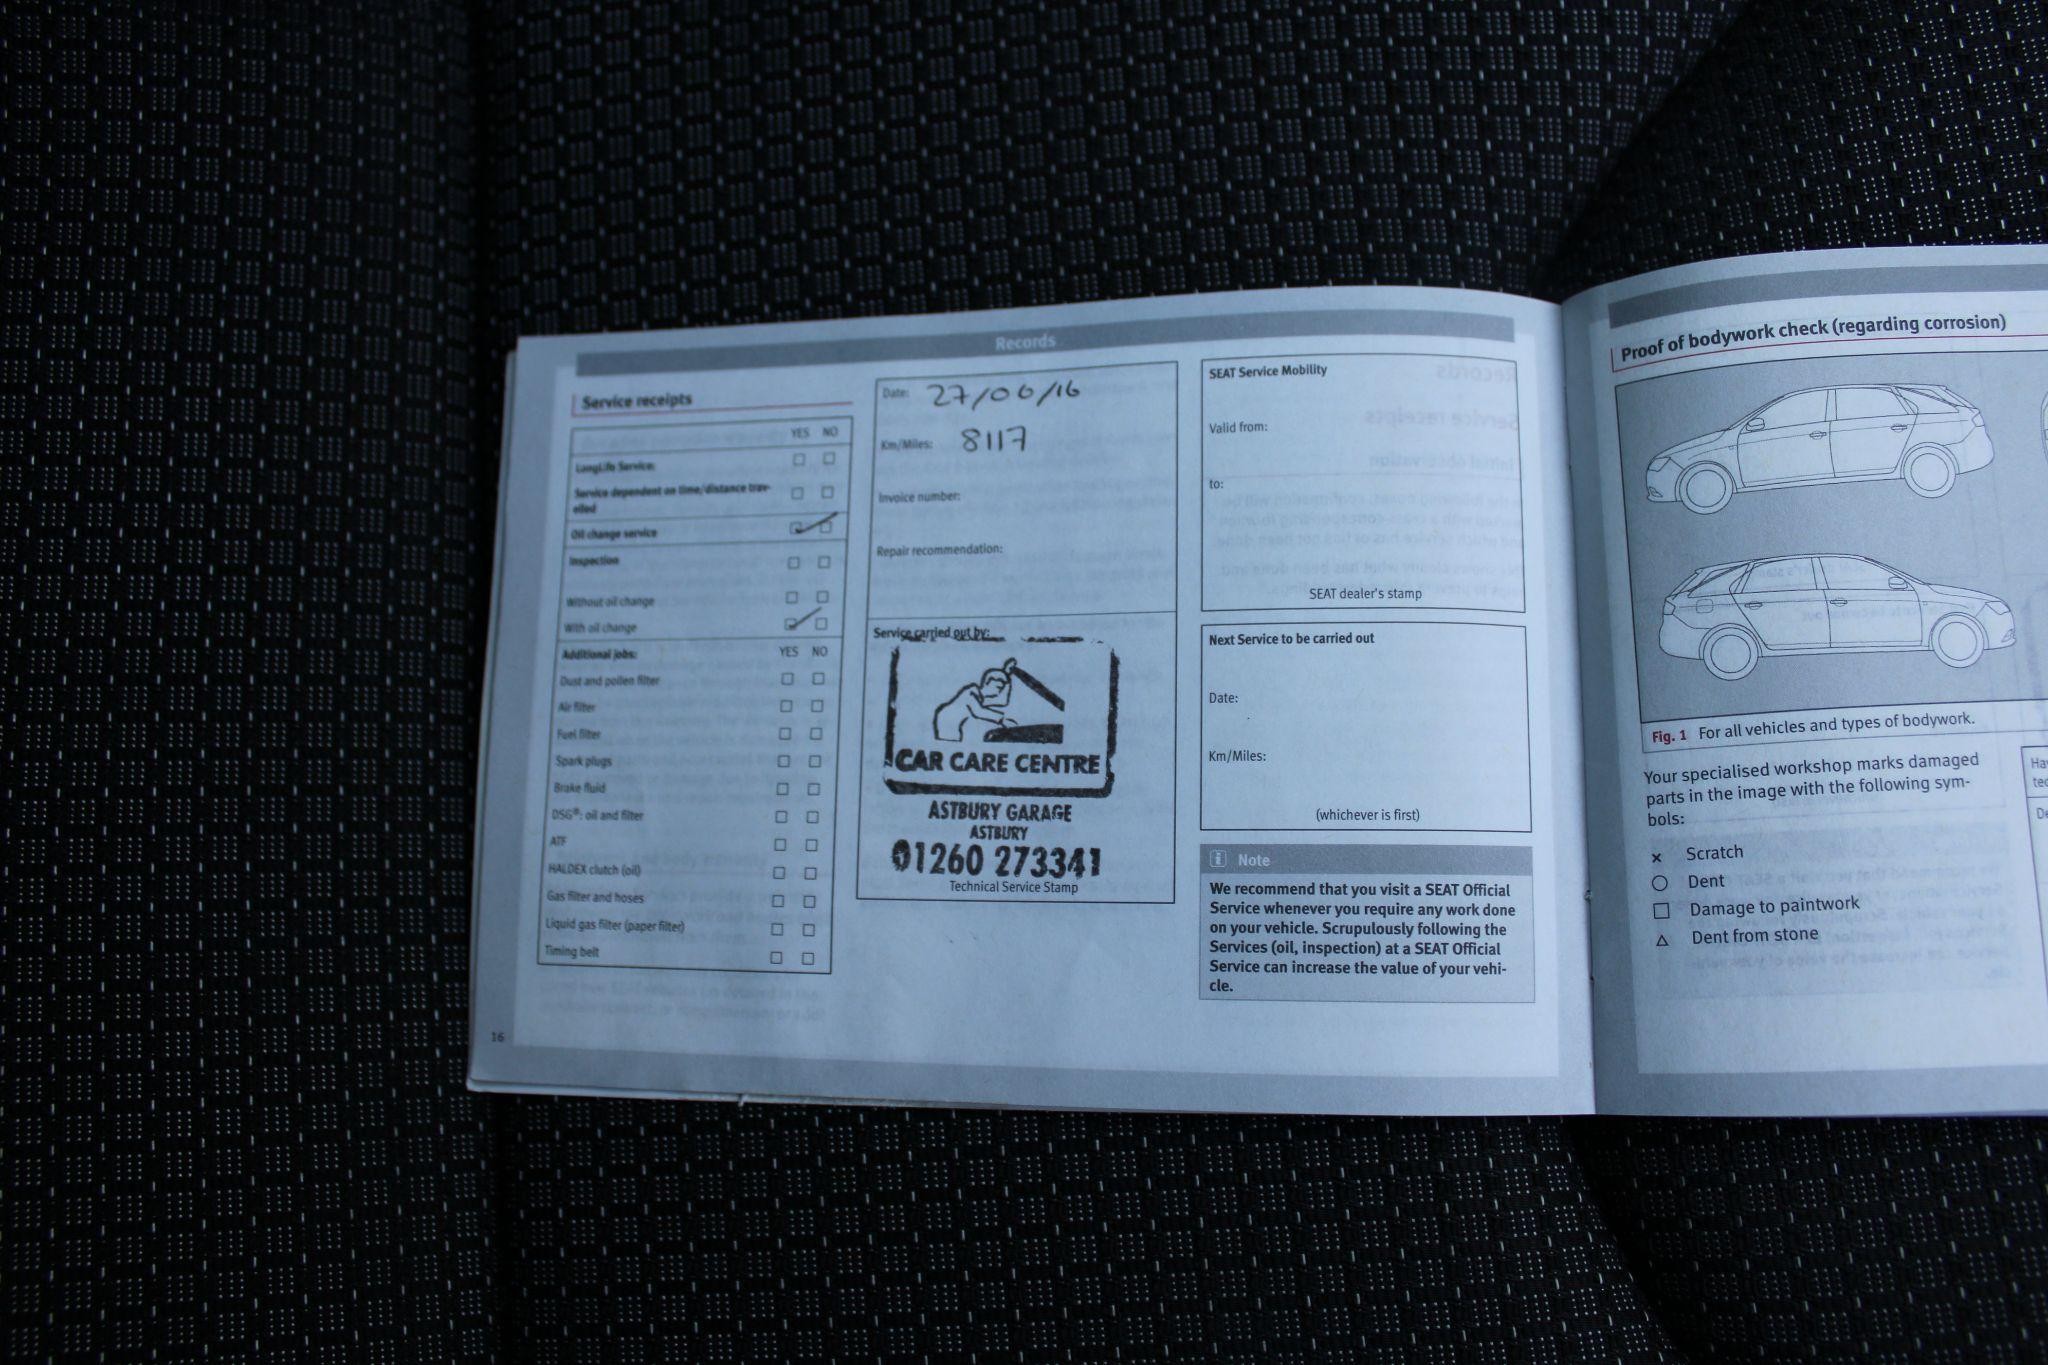 Records
Service receipts
YES NO
LongLife Service:
Service dependent on time/distance trav-
elled
Oil change service
Inspection
Without oil change
With oil change
Additional jobs: YES NO
Dust and pollen filter
Air filter
Fuel filter
Spark plugs
Brake fluid
DSG®: oil and filter
ATF
HALDEX clutch (oil)
Gas filter and hoses
Liquid gas filter (paper filter)
Timing belt
16
Date: 27/06/16
Km/Miles: 8117
Invoice number:
Repair recommendation:
Service carried out by:
CAR CARE CENTRE
ASTBURY GARAGE
ASTBURY
01260 273341
Technical Service Stamp
SEAT Service Mobility
Valid from:
to:
SEAT dealer's stamp
Next Service to be carried out
Date:
Km/Miles:
(whichever is first)
i Note
We recommend that you visit a SEAT Official
Service whenever you require any work done
on your vehicle. Scrupulously following the
Services (oil, inspection) at a SEAT Official
Service can increase the value of your vehi-
cle.
Proof of bodywork check (regarding corrosion)
Fig. 1 For all vehicles and types of bodywork.
Your specialised workshop marks damaged
parts in the image with the following sym-
bols:
Scratch
Dent
Damage to paintwork
Dent from stone